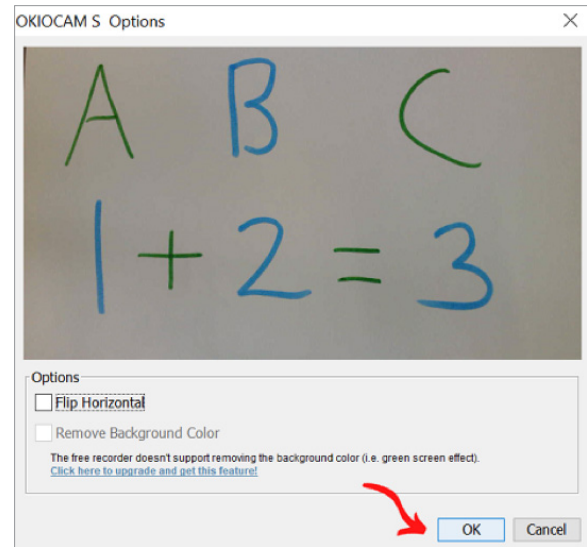 OKIOCAM S Options
A B C
1 + 2 = 3
Options
Flip Horizontal
Remove Background Color
The free recorder doesn't support removing the background color (i.e. green screen effect).
Click here to upgrade and get this feature!
OK Cancel